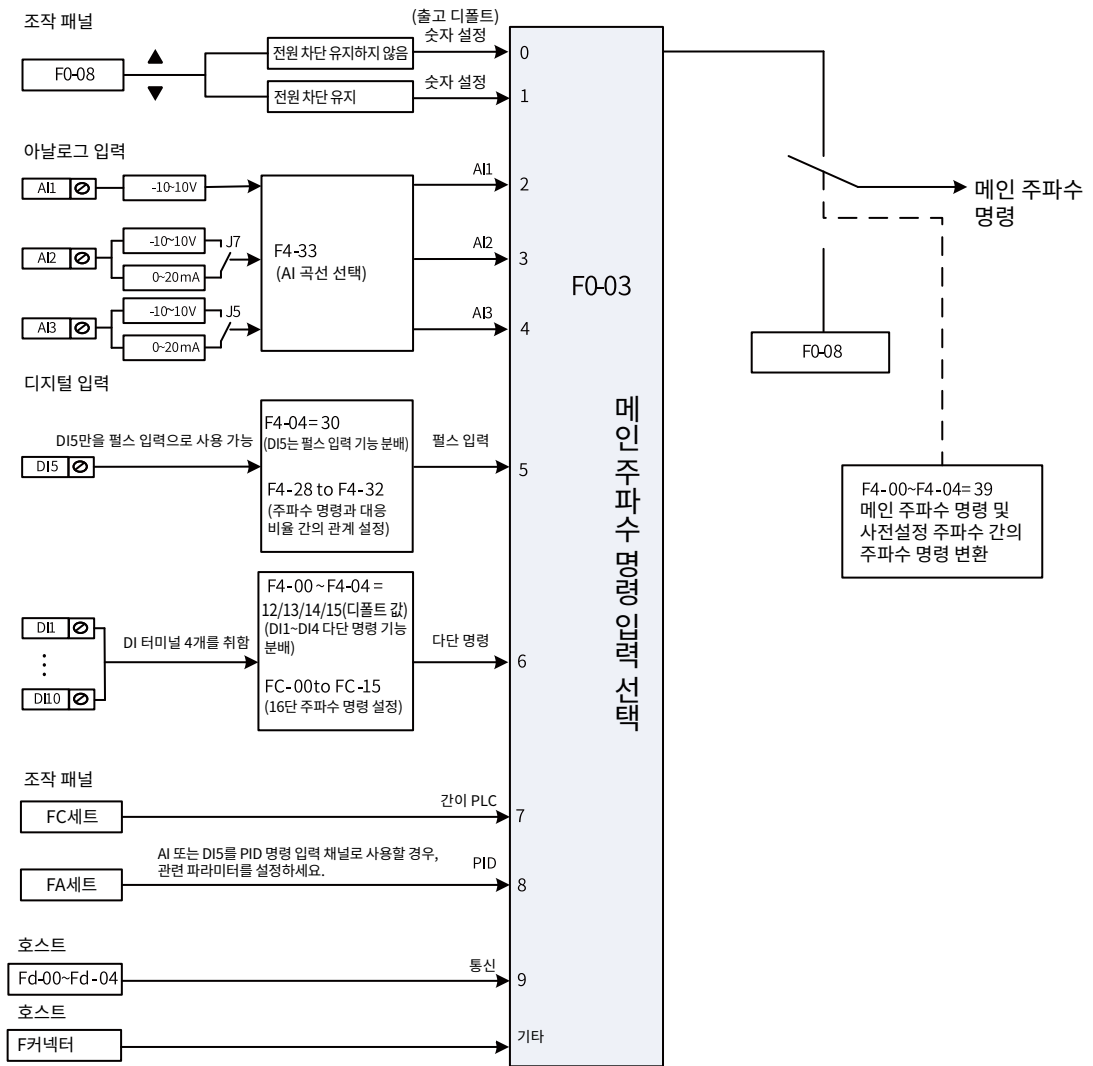 조작 패널
F0-08
▲
▼
전원 차단 유지하지 않음
(출고 디폴트)
숫자 설정
0
전원 차단 유지
숫자 설정
1
아날로그 입력
AI1
-10~10V
AI1
2
AI2
-10~10V
0~20mA
J7
AI2
3
AI3
-10~10V
0~20mA
J5
AI3
4
F4-33
(AI 곡선 선택)
디지털 입력
DI5
DI5만을 펄스 입력으로 사용 가능
F4-04=30
(DI5는 펄스 입력 기능 분배)
F4-28 to F4-32
(주파수 명령과 대응
비율 간의 관계 설정)
펄스 입력
5
DI1
⋮
DI10
DI 터미널 4개를 취함
F4-00~F4-04=
12/13/14/15(디폴트 값)
(DI1~DI4 다단 명령 기능
분배)
FC-00to FC-15
(16단 주파수 명령 설정)
다단 명령
6
조작 패널
FC세트
간이 PLC
7
FA세트
AI 또는 DI5를 PID 명령 입력 채널로 사용할 경우,
관련 파라미터를 설정하세요.
PID
8
호스트
Fd-00~Fd-04
통신
9
호스트
F커넥터
기타
F0-03
메인 주파수 명령 입력 선택
메인 주파수
명령
F0-08
F4-00~F4-04=39
메인 주파수 명령 및
사전설정 주파수 간의
주파수 명령 변환